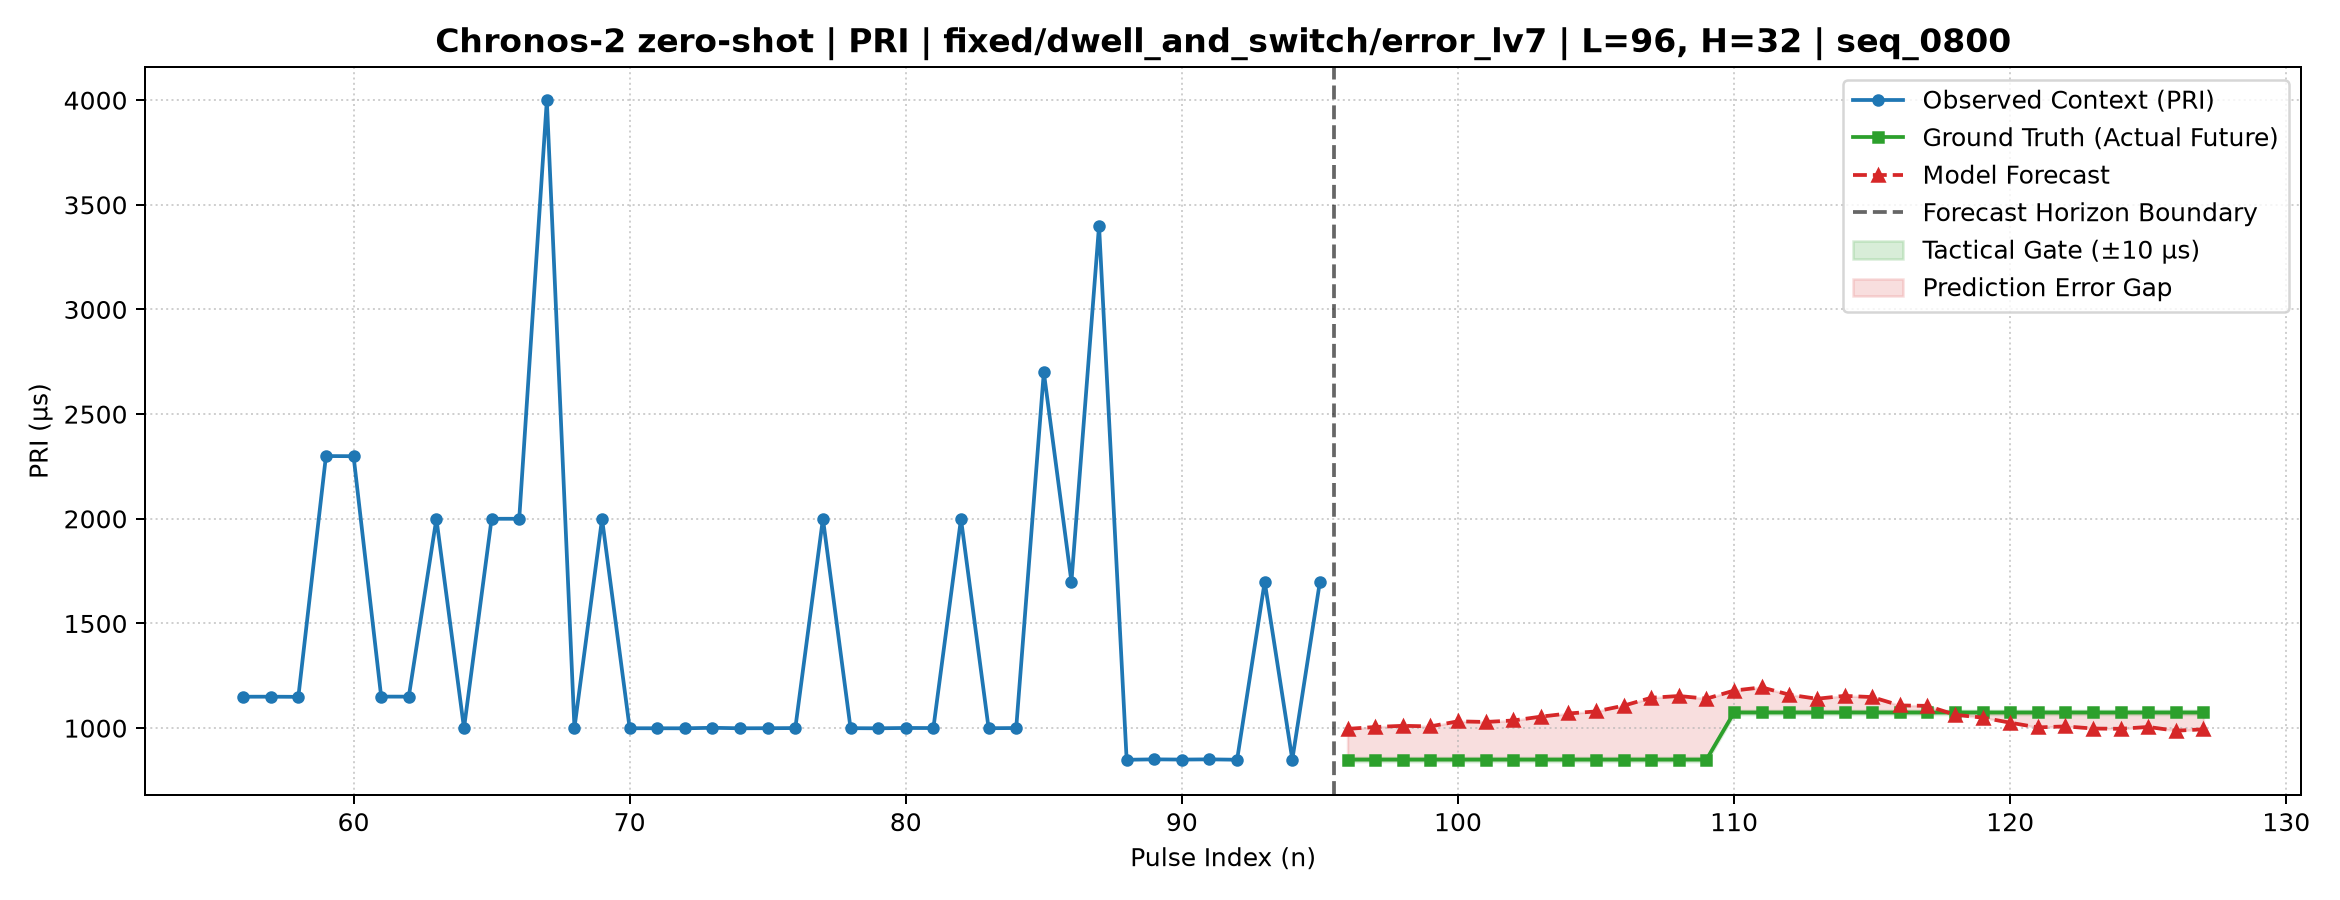 Chronos-2 zero-shot | PRI | fixed/dwell_and_switch/error_lv7 | L=96, H=32 | seq_0800
PRI (µs)
4000
3500
3000
2500
2000
1500
1000
Observed Context (PRI)
Ground Truth (Actual Future)
Model Forecast
Forecast Horizon Boundary
Tactical Gate (±10 µs)
Prediction Error Gap
60 70 80 90 100 110 120 130
Pulse Index (n)